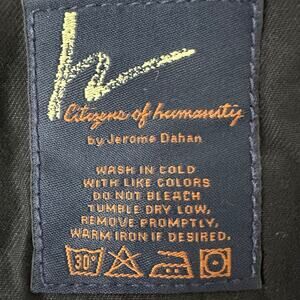 h
Citizens of humanity
by Jerome Dahan
WASH IN COLD
WITH LIKE COLORS
DO NOT BLEACH
TUMBLE DRY LOW,
REMOVE PROMPTLY,
WARM IRON IF DESIRED.
30°